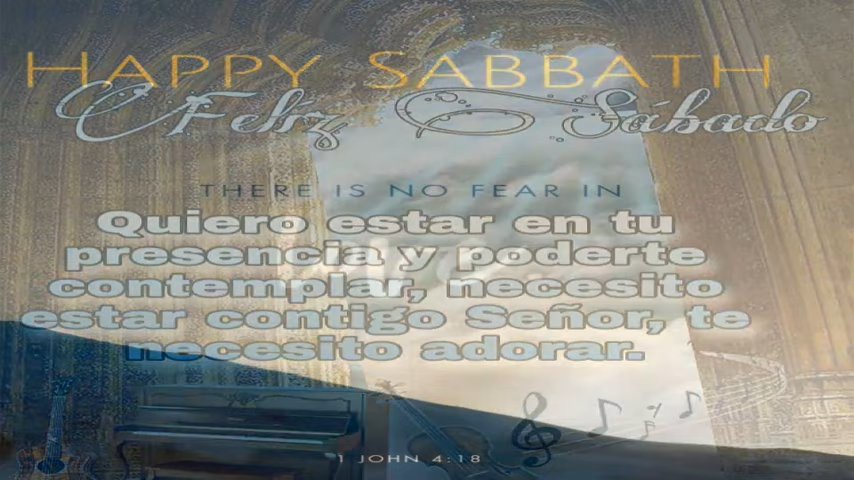 HAPPY SABBATH
Felíz Sábado
THERE IS NO FEAR IN
Quiero estar en tu
presencia y poderte
contemplar, necesito
estar contigo Señor, te
necesito adorar.
1 JOHN 4:18